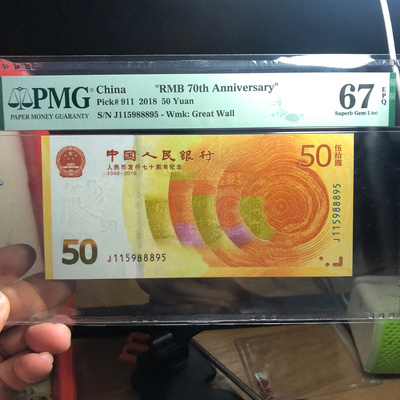 PMG
PAPER MONEY GUARANTY
China "RMB 70th Anniversary"
Pick# 911 2018 50 Yuan
S/N J115988895 - Wmk: Great Wall
67
EPQ
Superb Gem Unc
中国人民银行
人民币发行七十周年纪念
1948-2018
50
伍拾圆
50
50
J115988895
J115988895